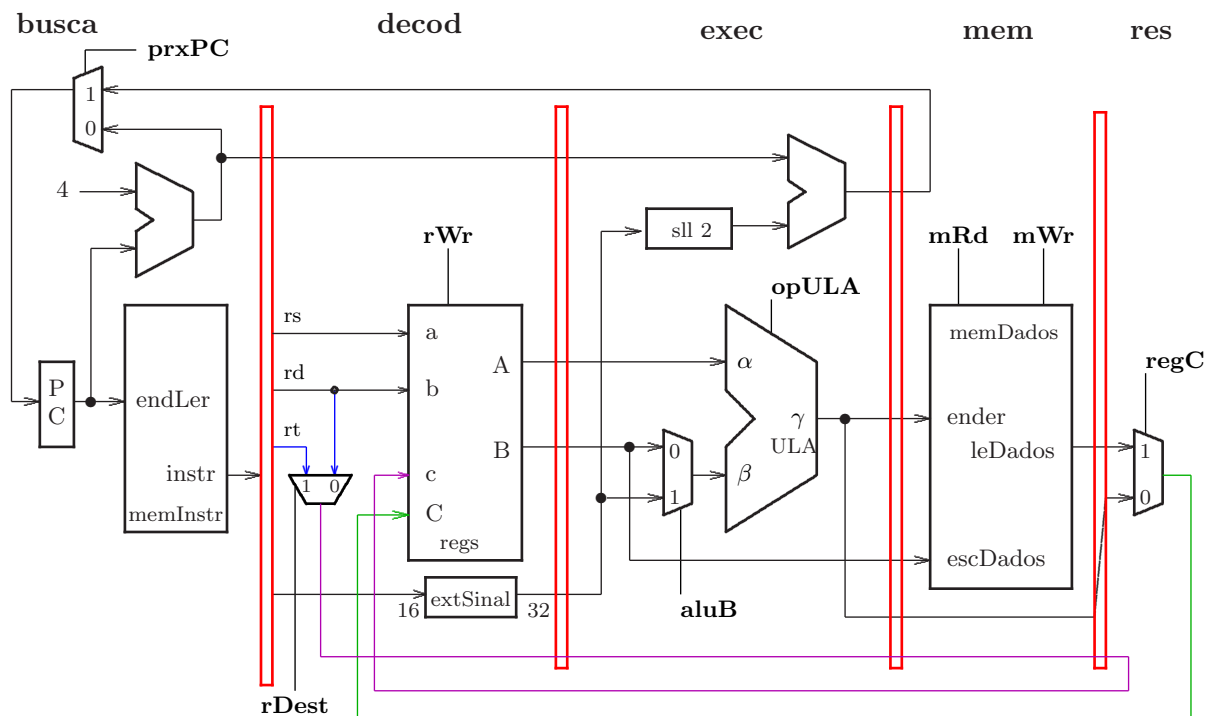 busca
decod
exec
mem
res
prxPC
1
0
4
sll 2
rWr
mRd
mWr
opULA
rs
a
memDados
rd
b
A
α
regC
P
C
endLer
rt
B
0
γ
ULA
ender
leDados
1
instr
1
0
c
β
1
0
memInstr
C
regs
escDados
extSinal
16
32
aluB
rDest